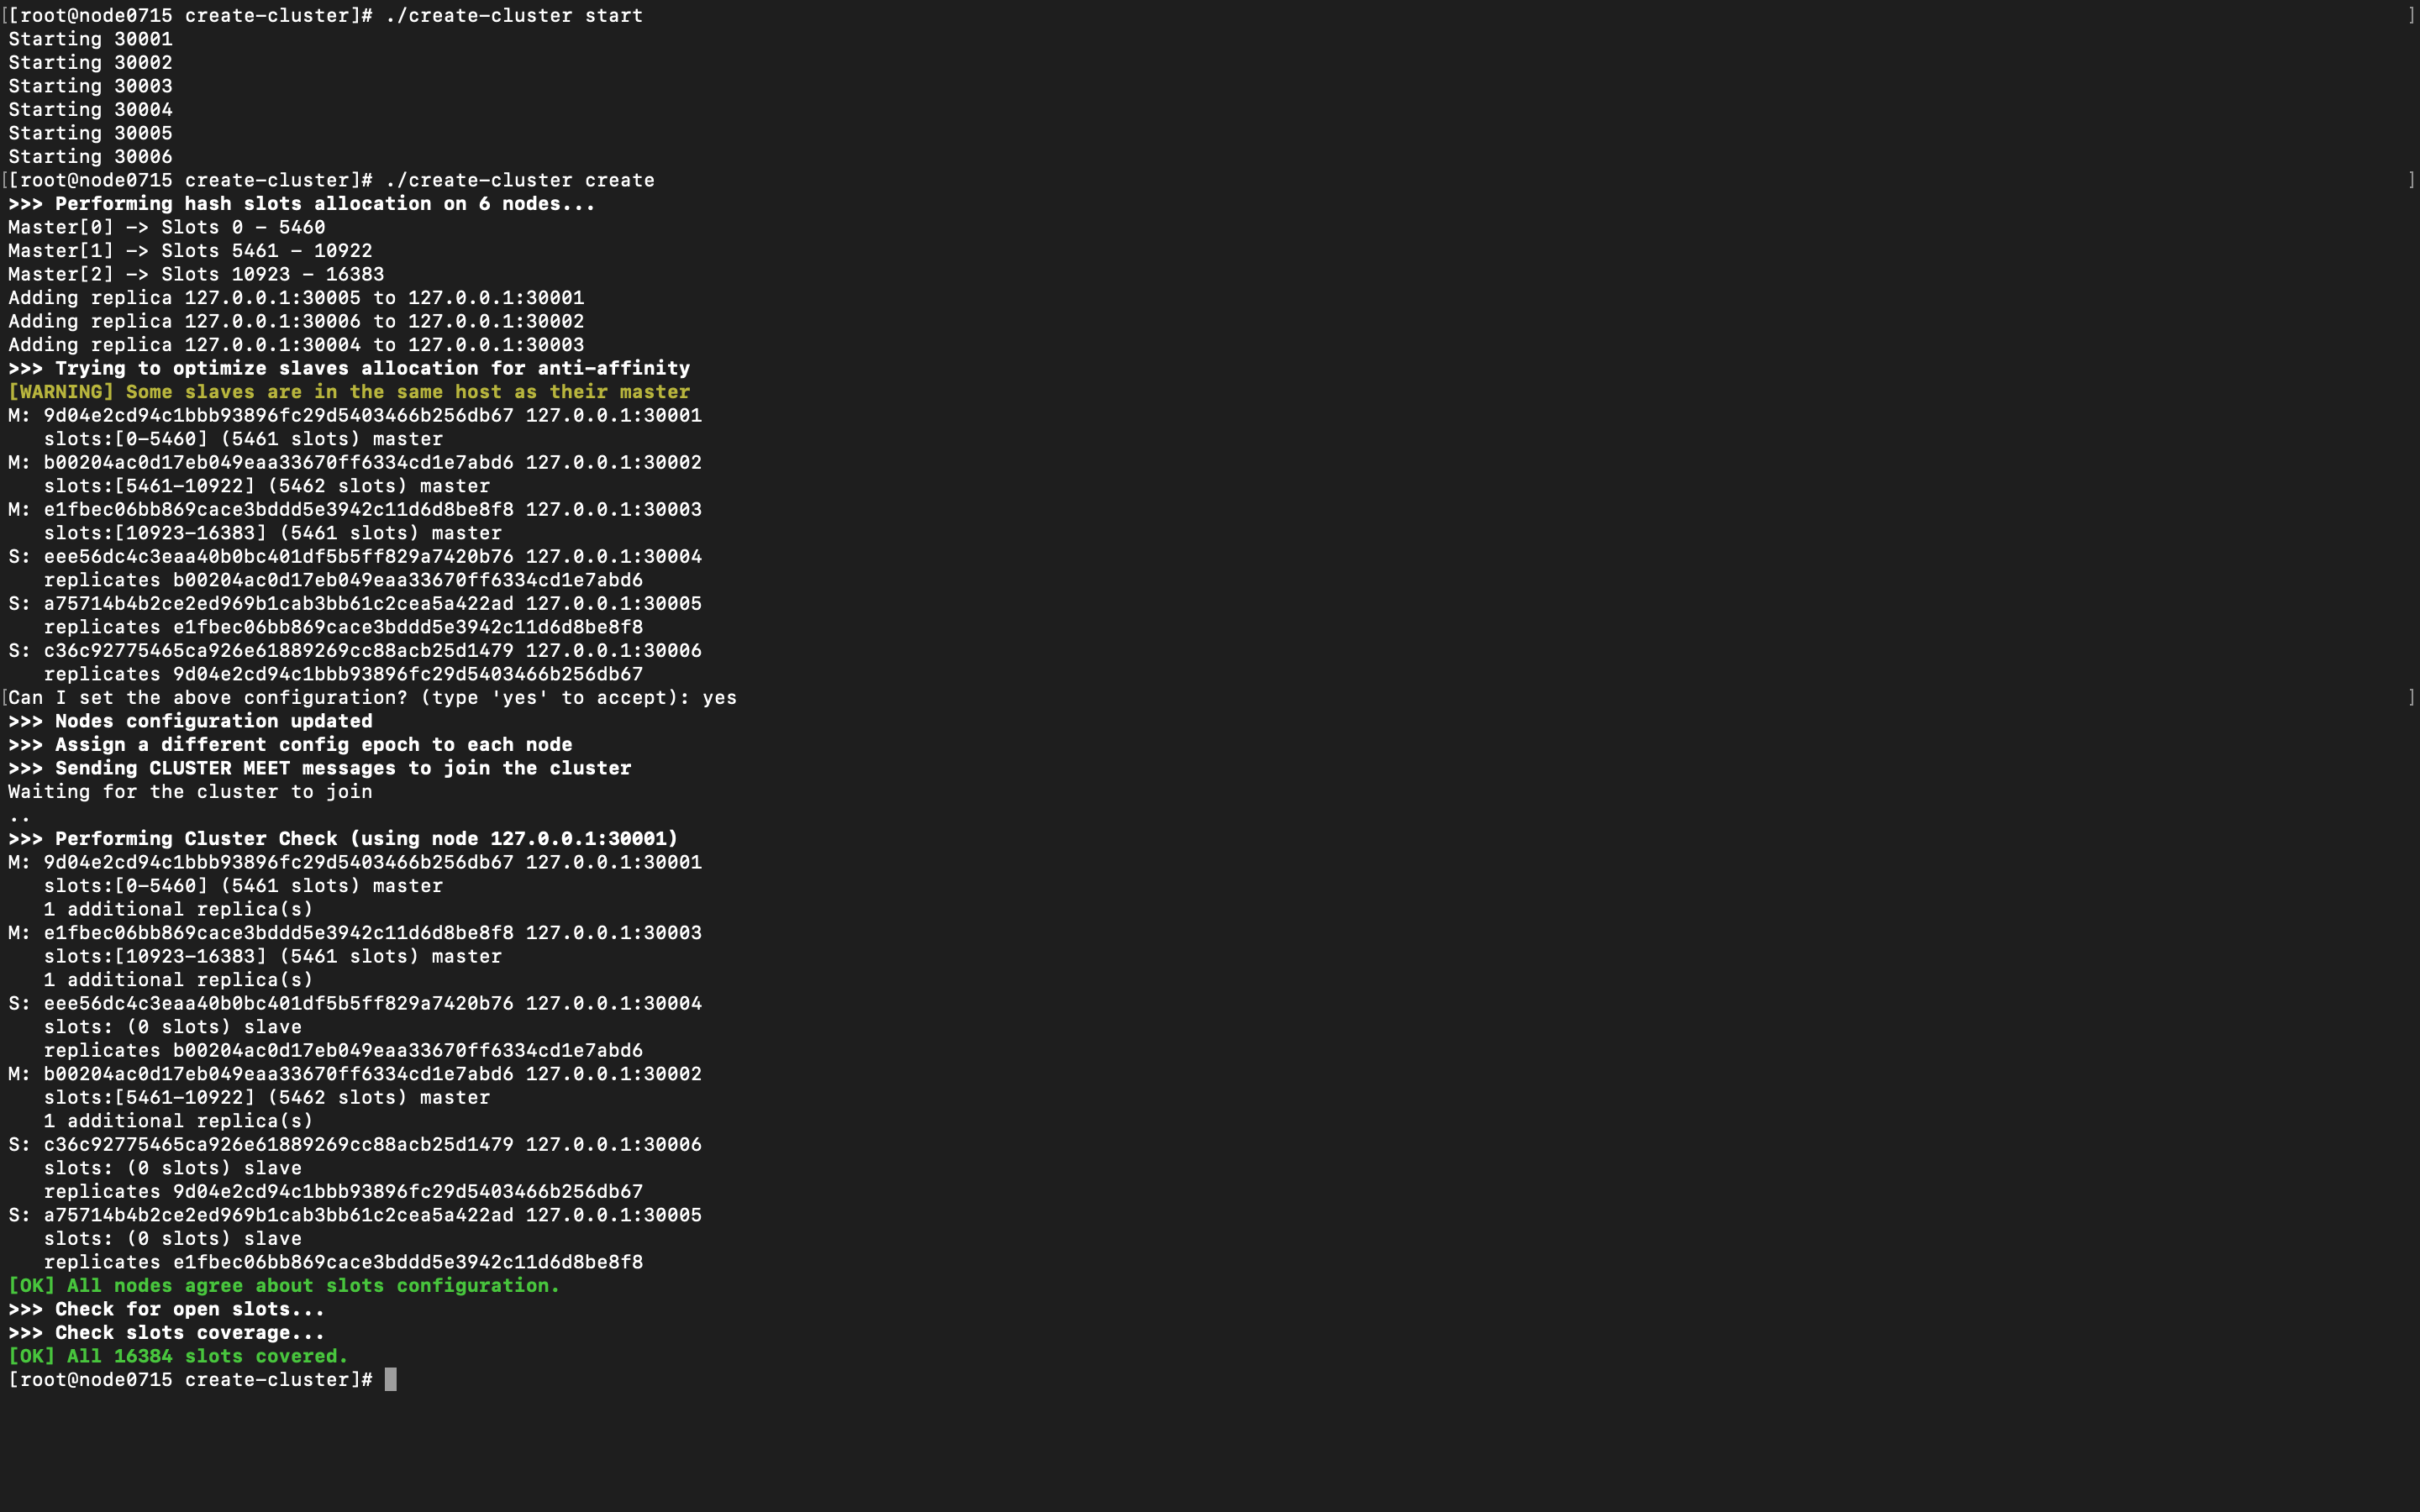 [[root@node0715 create-cluster]# ./create-cluster start ]
Starting 30001
Starting 30002
Starting 30003
Starting 30004
Starting 30005
Starting 30006
[[root@node0715 create-cluster]# ./create-cluster create ]
>>> Performing hash slots allocation on 6 nodes...
Master[0] -> Slots 0 - 5460
Master[1] -> Slots 5461 - 10922
Master[2] -> Slots 10923 - 16383
Adding replica 127.0.0.1:30005 to 127.0.0.1:30001
Adding replica 127.0.0.1:30006 to 127.0.0.1:30002
Adding replica 127.0.0.1:30004 to 127.0.0.1:30003
>>> Trying to optimize slaves allocation for anti-affinity
[WARNING] Some slaves are in the same host as their master
M: 9d04e2cd94c1bbb93896fc29d5403466b256db67 127.0.0.1:30001
   slots:[0-5460] (5461 slots) master
M: b00204ac0d17eb049eaa33670ff6334cd1e7abd6 127.0.0.1:30002
   slots:[5461-10922] (5462 slots) master
M: e1fbec06bb869cace3bddd5e3942c11d6d8be8f8 127.0.0.1:30003
   slots:[10923-16383] (5461 slots) master
S: eee56dc4c3eaa40b0bc401df5b5ff829a7420b76 127.0.0.1:30004
   replicates b00204ac0d17eb049eaa33670ff6334cd1e7abd6
S: a75714b4b2ce2ed969b1cab3bb61c2cea5a422ad 127.0.0.1:30005
   replicates e1fbec06bb869cace3bddd5e3942c11d6d8be8f8
S: c36c92775465ca926e61889269cc88acb25d1479 127.0.0.1:30006
   replicates 9d04e2cd94c1bbb93896fc29d5403466b256db67
[Can I set the above configuration? (type 'yes' to accept): yes ]
>>> Nodes configuration updated
>>> Assign a different config epoch to each node
>>> Sending CLUSTER MEET messages to join the cluster
Waiting for the cluster to join
..
>>> Performing Cluster Check (using node 127.0.0.1:30001)
M: 9d04e2cd94c1bbb93896fc29d5403466b256db67 127.0.0.1:30001
   slots:[0-5460] (5461 slots) master
   1 additional replica(s)
M: e1fbec06bb869cace3bddd5e3942c11d6d8be8f8 127.0.0.1:30003
   slots:[10923-16383] (5461 slots) master
   1 additional replica(s)
S: eee56dc4c3eaa40b0bc401df5b5ff829a7420b76 127.0.0.1:30004
   slots: (0 slots) slave
   replicates b00204ac0d17eb049eaa33670ff6334cd1e7abd6
M: b00204ac0d17eb049eaa33670ff6334cd1e7abd6 127.0.0.1:30002
   slots:[5461-10922] (5462 slots) master
   1 additional replica(s)
S: c36c92775465ca926e61889269cc88acb25d1479 127.0.0.1:30006
   slots: (0 slots) slave
   replicates 9d04e2cd94c1bbb93896fc29d5403466b256db67
S: a75714b4b2ce2ed969b1cab3bb61c2cea5a422ad 127.0.0.1:30005
   slots: (0 slots) slave
   replicates e1fbec06bb869cace3bddd5e3942c11d6d8be8f8
[OK] All nodes agree about slots configuration.
>>> Check for open slots...
>>> Check slots coverage...
[OK] All 16384 slots covered.
[root@node0715 create-cluster]#